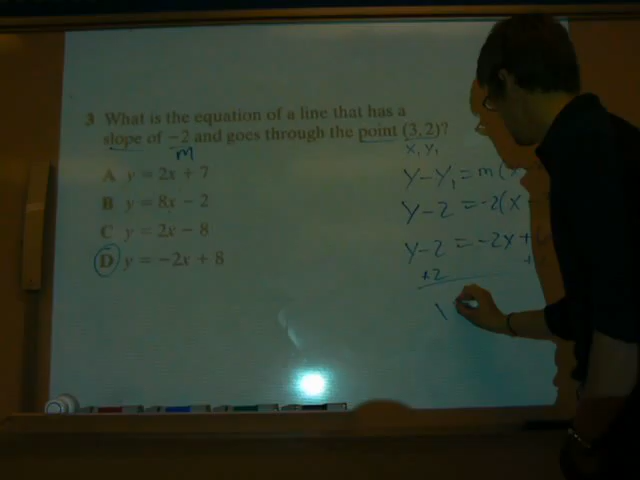 3 What is the equation of a line that has a
slope of −2 and goes through the point (3, 2)?
m
x, y,
A y = 2x + 7
B y = 8x − 2
C y = 2x − 8
D y = −2x + 8
y-y₁ = m(x
y-2 = -2(x -
y-2 = -2x +
+2